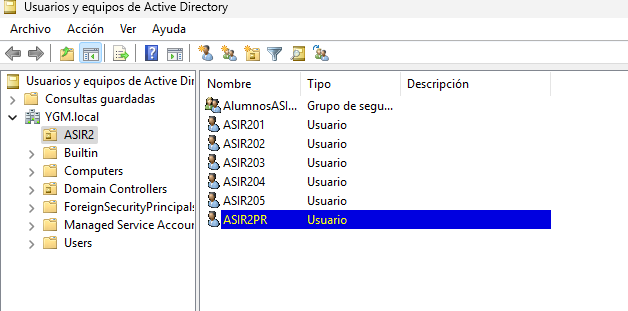 Usuarios y equipos de Active Directory
Archivo Acción Ver Ayuda
Usuarios y equipos de Active Direc
Consultas guardadas
YGM.local
ASIR2
Builtin
Computers
Domain Controllers
ForeignSecurityPrincipals
Managed Service Accoun
Users
Nombre Tipo Descripción
AlumnosASI... Grupo de segu...
ASIR201 Usuario
ASIR202 Usuario
ASIR203 Usuario
ASIR204 Usuario
ASIR205 Usuario
ASIR2PR Usuario